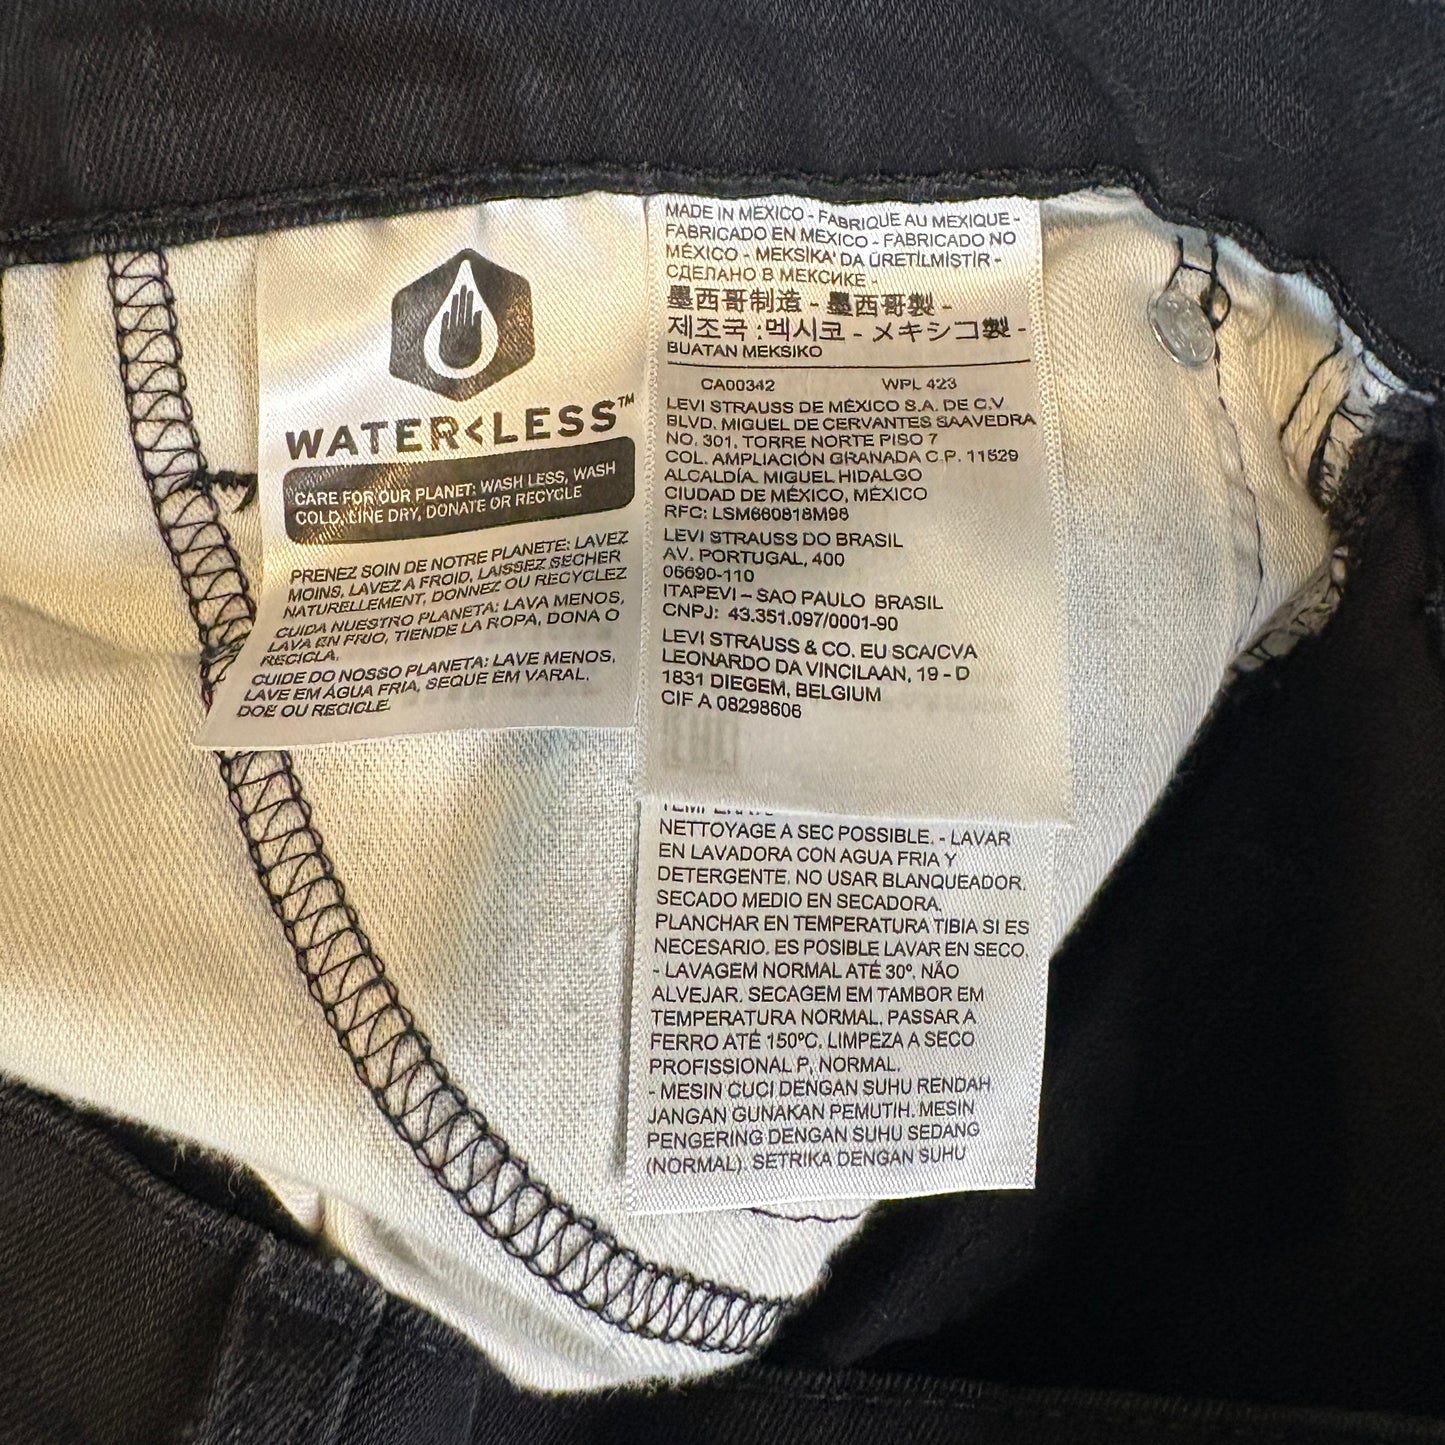 WATER<LESS™
CARE FOR OUR PLANET: WASH LESS, WASH
COLD, LINE DRY, DONATE OR RECYCLE
PRENEZ SOIN DE NOTRE PLANETE: LAVEZ
MOINS, LAVEZ A FROID, LAISSEZ SECHER
NATURELLEMENT, DONNEZ OU RECYCLEZ
CUIDA NUESTRO PLANETA: LAVA MENOS,
LAVA EN FRIO, TIENDE LA ROPA, DONA O
RECICLA.
CUIDE DO NOSSO PLANETA: LAVE MENOS,
LAVE EM ÁGUA FRIA, SEQUE EM VARAL,
DOE OU RECICLE.
MADE IN MEXICO - FABRIQUE AU MEXIQUE -
FABRICADO EN MEXICO - FABRICADO NO
MÉXICO - MEKSİKA' DA ÜRETİLMİSTİR -
СДЕЛАНО В МЕКСИКЕ -
墨西哥制造 - 墨西哥製 -
제조국 : 멕시코 - メキシコ製 -
BUATAN MEKSIKO
CA00342 WPL 423
LEVI STRAUSS DE MÉXICO S.A. DE C.V.
BLVD. MIGUEL DE CERVANTES SAAVEDRA
NO. 301, TORRE NORTE PISO 7
COL. AMPLIACIÓN GRANADA C.P. 11529
ALCALDÍA. MIGUEL HIDALGO
CIUDAD DE MÉXICO, MÉXICO
RFC: LSM680818M98
LEVI STRAUSS DO BRASIL
AV. PORTUGAL, 400
06690-110
ITAPEVI – SAO PAULO BRASIL
CNPJ: 43.351.097/0001-90
LEVI STRAUSS & CO. EU SCA/CVA
LEONARDO DA VINCILAAN, 19 - D
1831 DIEGEM, BELGIUM
CIF A 08298606
NETTOYAGE A SEC POSSIBLE. - LAVAR
EN LAVADORA CON AGUA FRIA Y
DETERGENTE. NO USAR BLANQUEADOR.
SECADO MEDIO EN SECADORA.
PLANCHAR EN TEMPERATURA TIBIA SI ES
NECESARIO. ES POSIBLE LAVAR EN SECO.
- LAVAGEM NORMAL ATÉ 30º. NÃO
ALVEJAR. SECAGEM EM TAMBOR EM
TEMPERATURA NORMAL. PASSAR A
FERRO ATÉ 150ºC. LIMPEZA A SECO
PROFISSIONAL P, NORMAL.
- MESIN CUCI DENGAN SUHU RENDAH
JANGAN GUNAKAN PEMUTIH. MESIN
PENGERING DENGAN SUHU SEDANG
(NORMAL). SETRIKA DENGAN SUHU